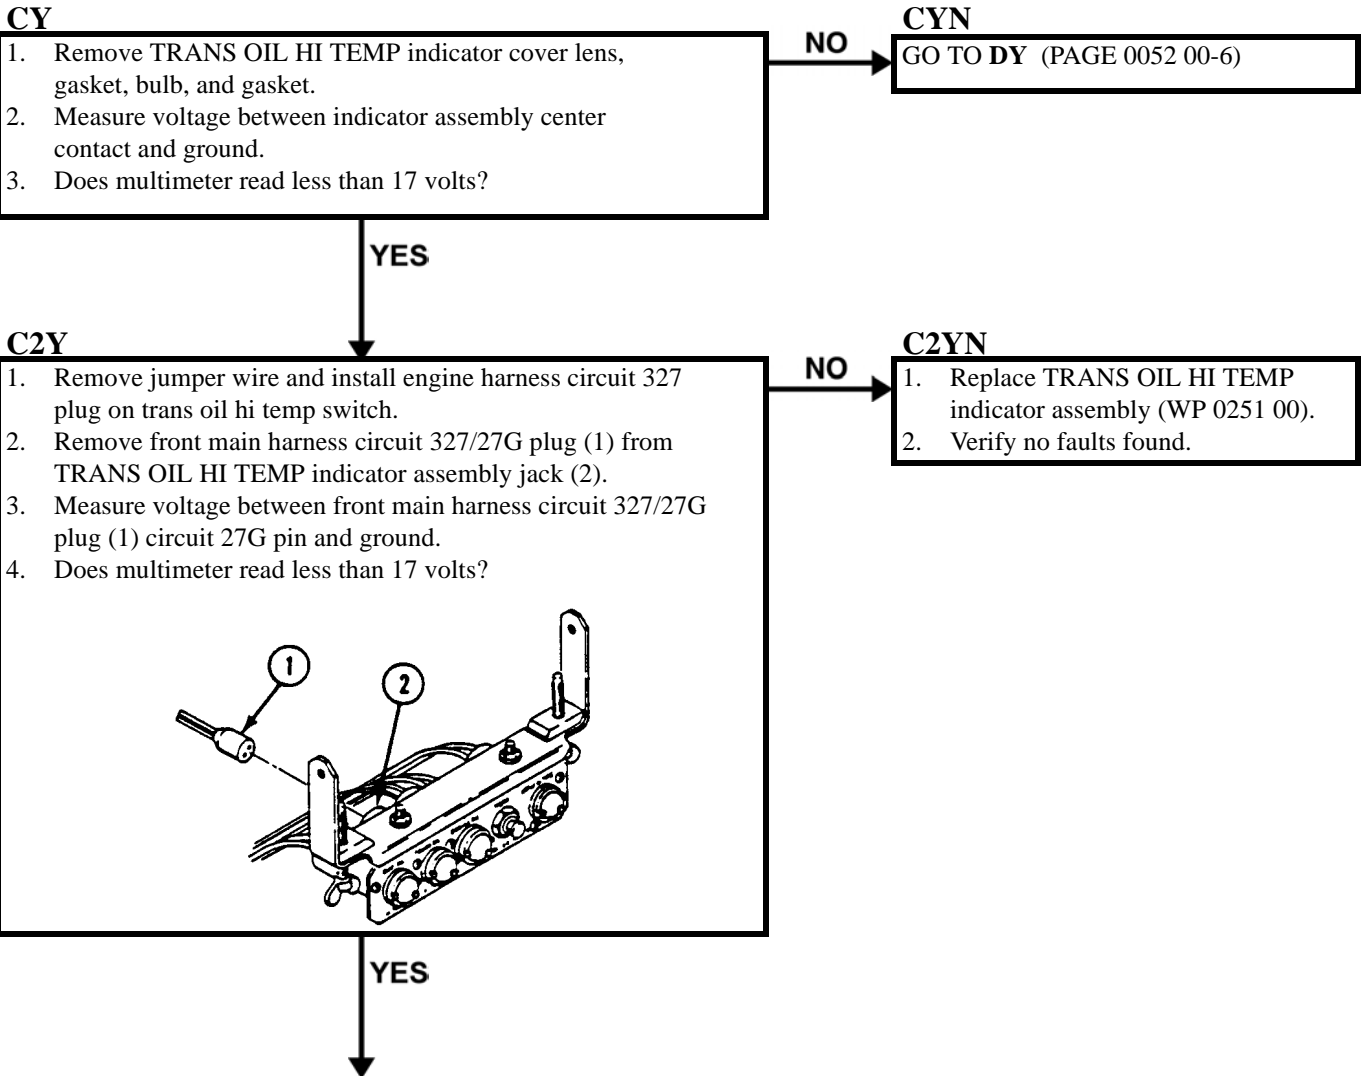 CY
1. Remove TRANS OIL HI TEMP indicator cover lens,
gasket, bulb, and gasket.
2. Measure voltage between indicator assembly center
contact and ground.
3. Does multimeter read less than 17 volts?
NO
CYN
GO TO DY (PAGE 0052 00-6)
YES
C2Y
1. Remove jumper wire and install engine harness circuit 327
plug on trans oil hi temp switch.
2. Remove front main harness circuit 327/27G plug (1) from
TRANS OIL HI TEMP indicator assembly jack (2).
3. Measure voltage between front main harness circuit 327/27G
plug (1) circuit 27G pin and ground.
4. Does multimeter read less than 17 volts?
NO
C2YN
1. Replace TRANS OIL HI TEMP
indicator assembly (WP 0251 00).
2. Verify no faults found.
1
2
YES